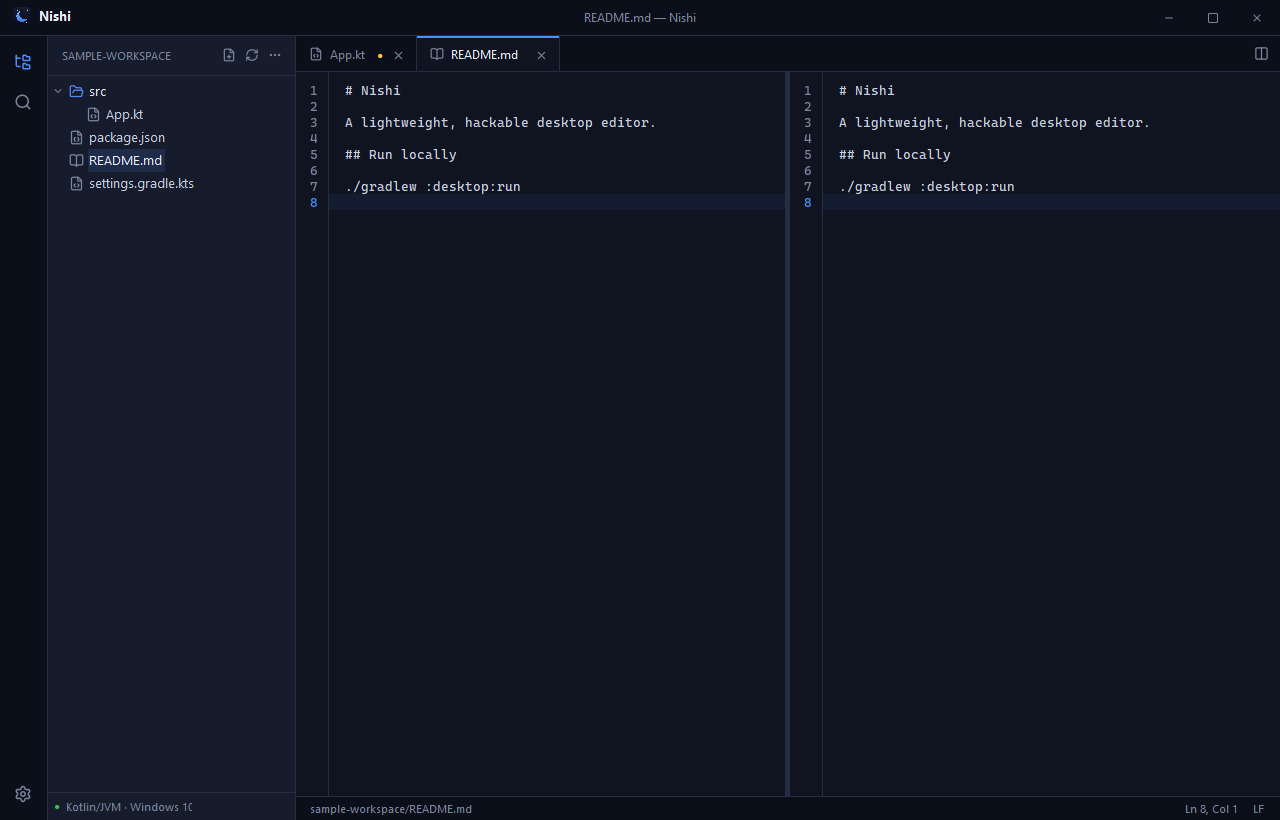 Nishi
README.md — Nishi
SAMPLE-WORKSPACE
src
App.kt
package.json
README.md
settings.gradle.kts
Kotlin/JVM · Windows 10
App.kt
README.md
1 # Nishi
2
3 A lightweight, hackable desktop editor.
4
5 ## Run locally
6
7 ./gradlew :desktop:run
8
1 # Nishi
2
3 A lightweight, hackable desktop editor.
4
5 ## Run locally
6
7 ./gradlew :desktop:run
8
sample-workspace/README.md
Ln 8, Col 1 LF